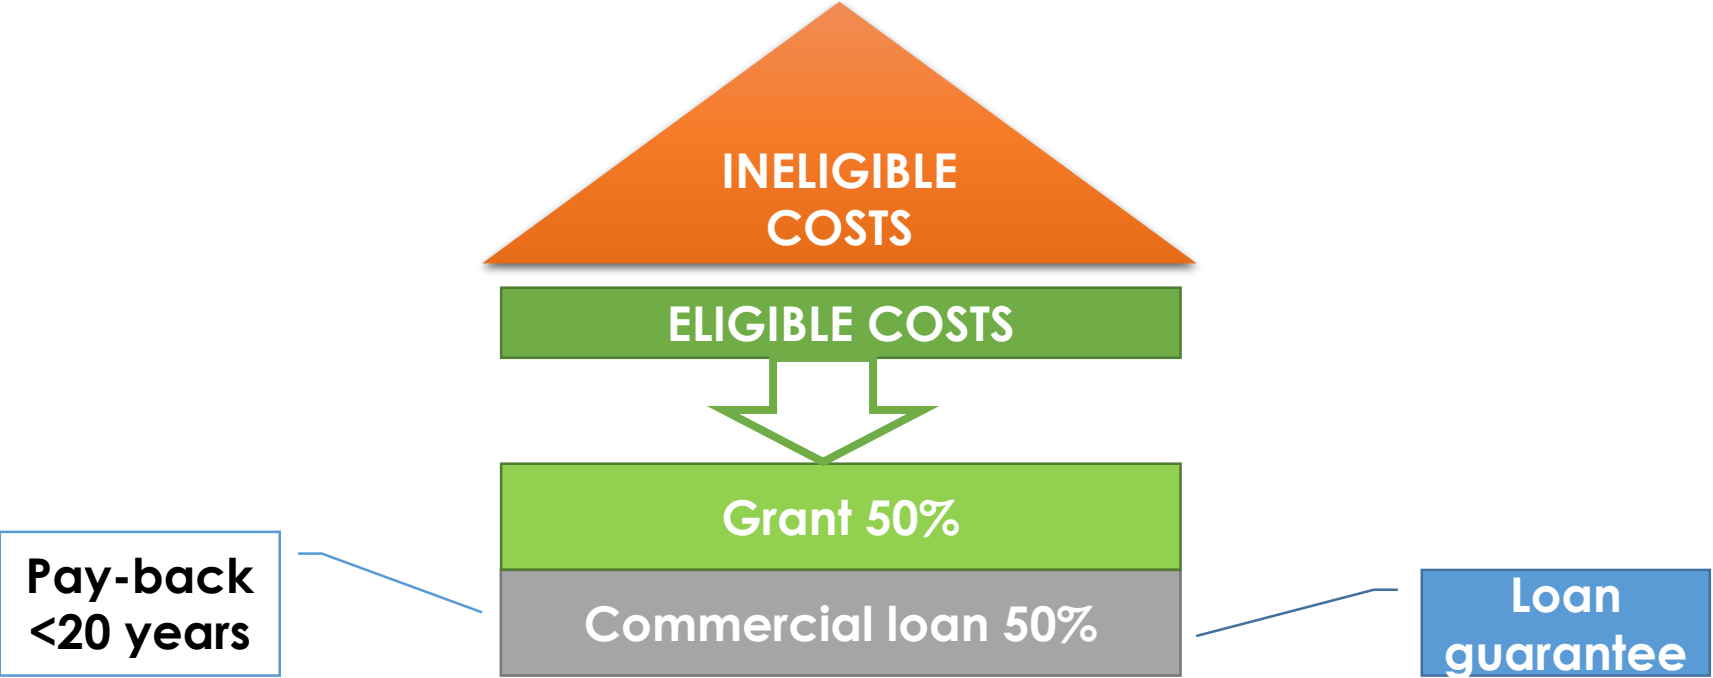 INELIGIBLE
COSTS
ELIGIBLE COSTS
Grant 50%
Pay-back
<20 years
Commercial loan 50%
Loan
guarantee